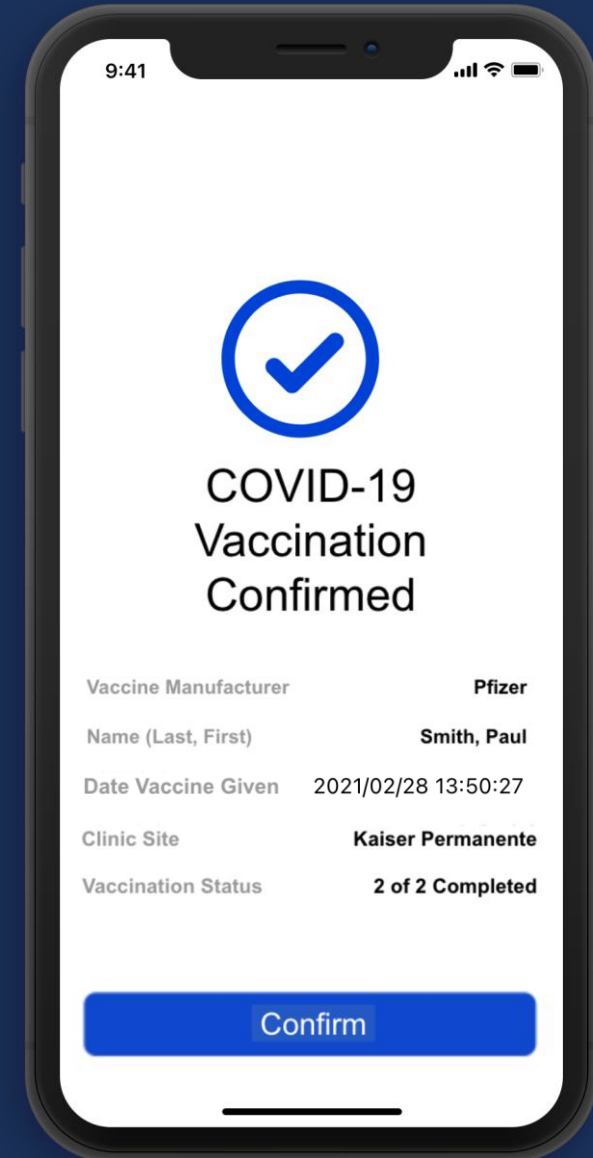 9:41
COVID-19
Vaccination
Confirmed
Vaccine Manufacturer Pfizer
Name (Last, First) Smith, Paul
Date Vaccine Given 2021/02/28 13:50:27
Clinic Site Kaiser Permanente
Vaccination Status 2 of 2 Completed
Confirm